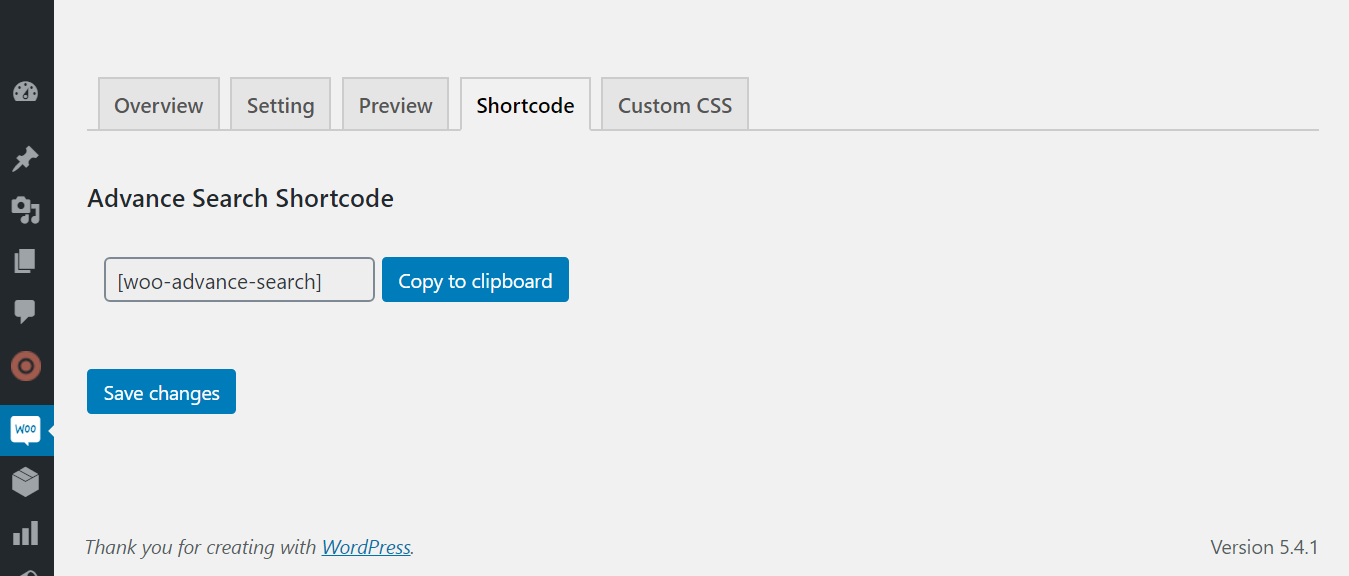 Overview Setting Preview Shortcode Custom CSS
Advance Search Shortcode
[woo-advance-search] Copy to clipboard
Save changes
Woo
Thank you for creating with WordPress. Version 5.4.1